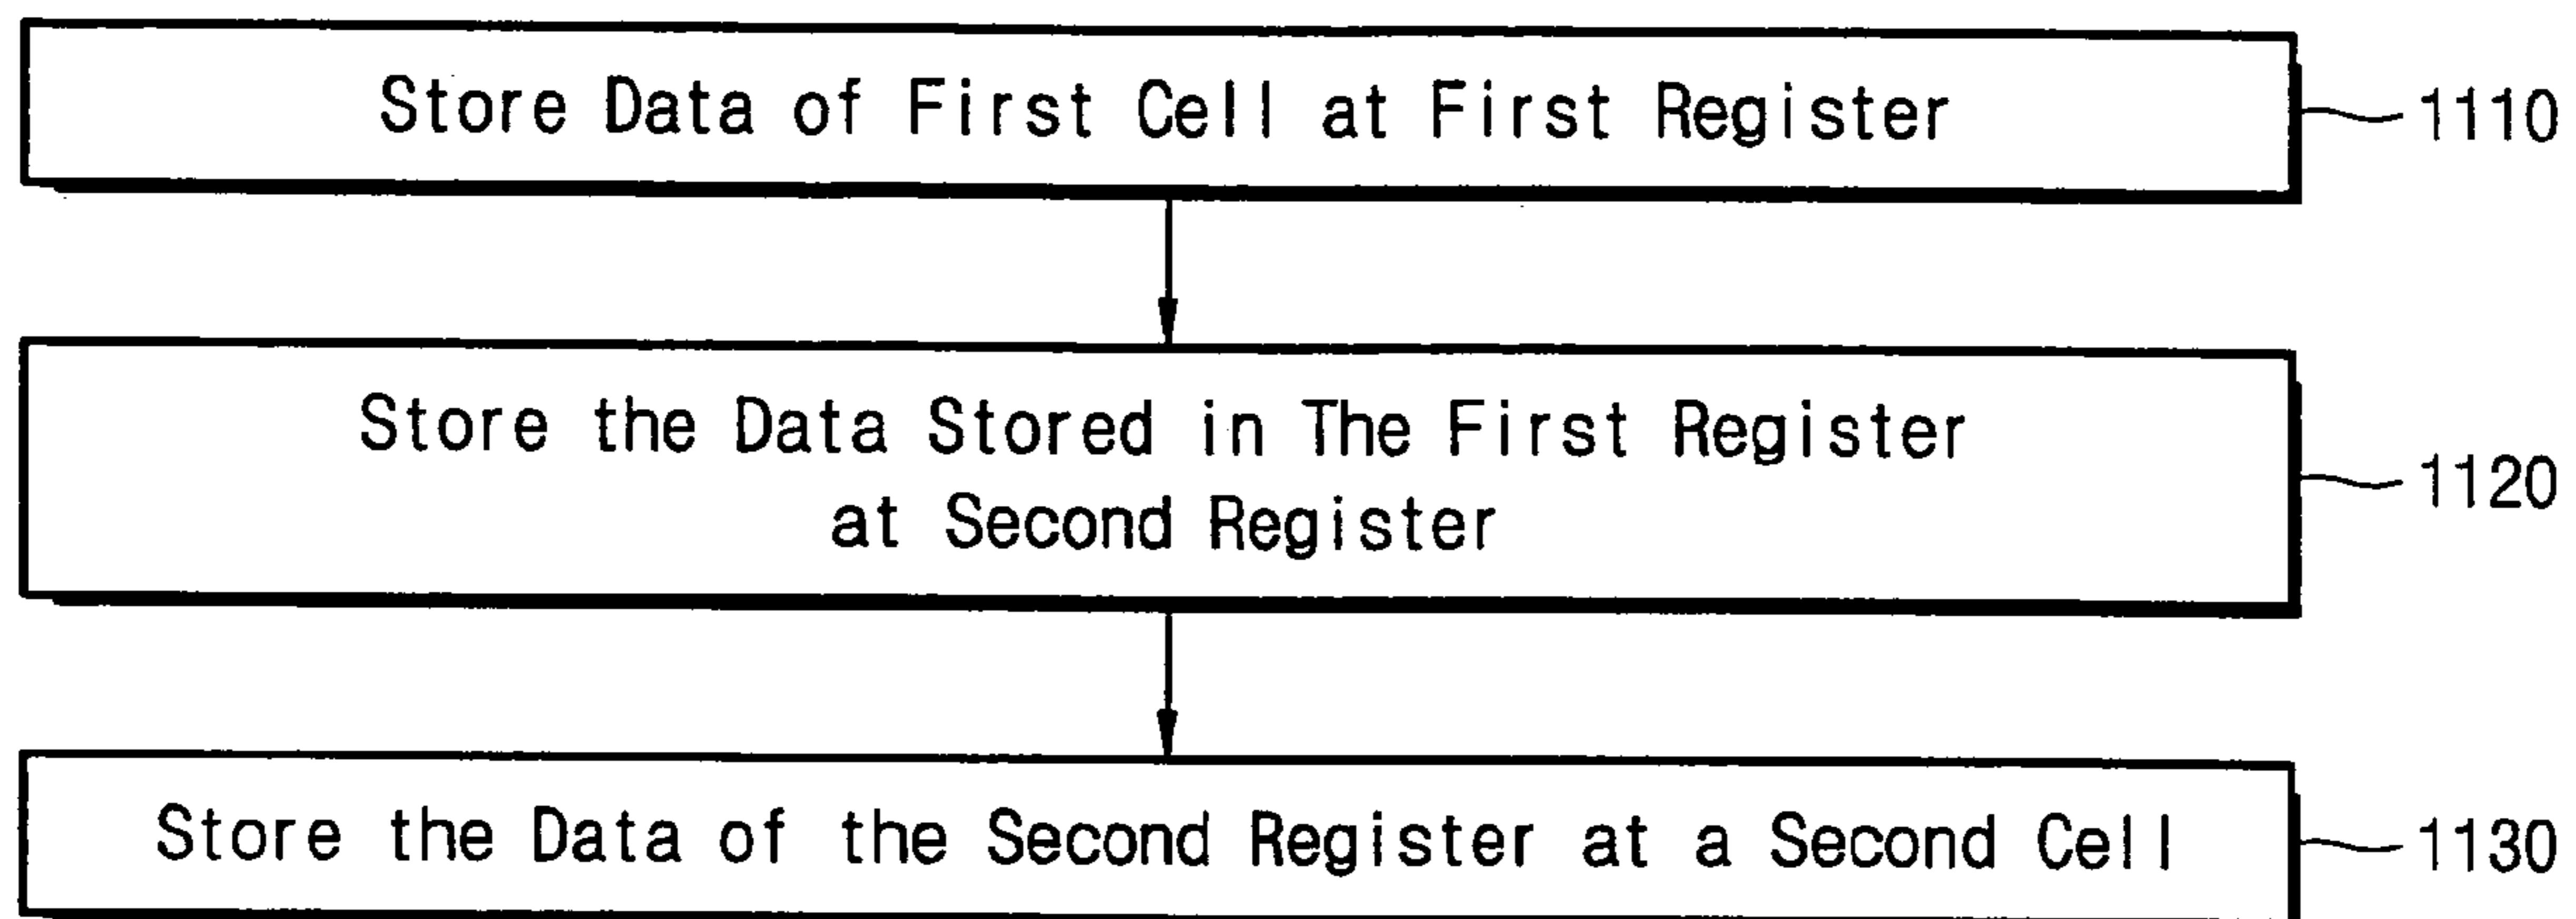 Store Data of First Cell at First Register
1110
Store the Data Stored in The First Register
at Second Register
1120
Store the Data of the Second Register at a Second Cell
1130